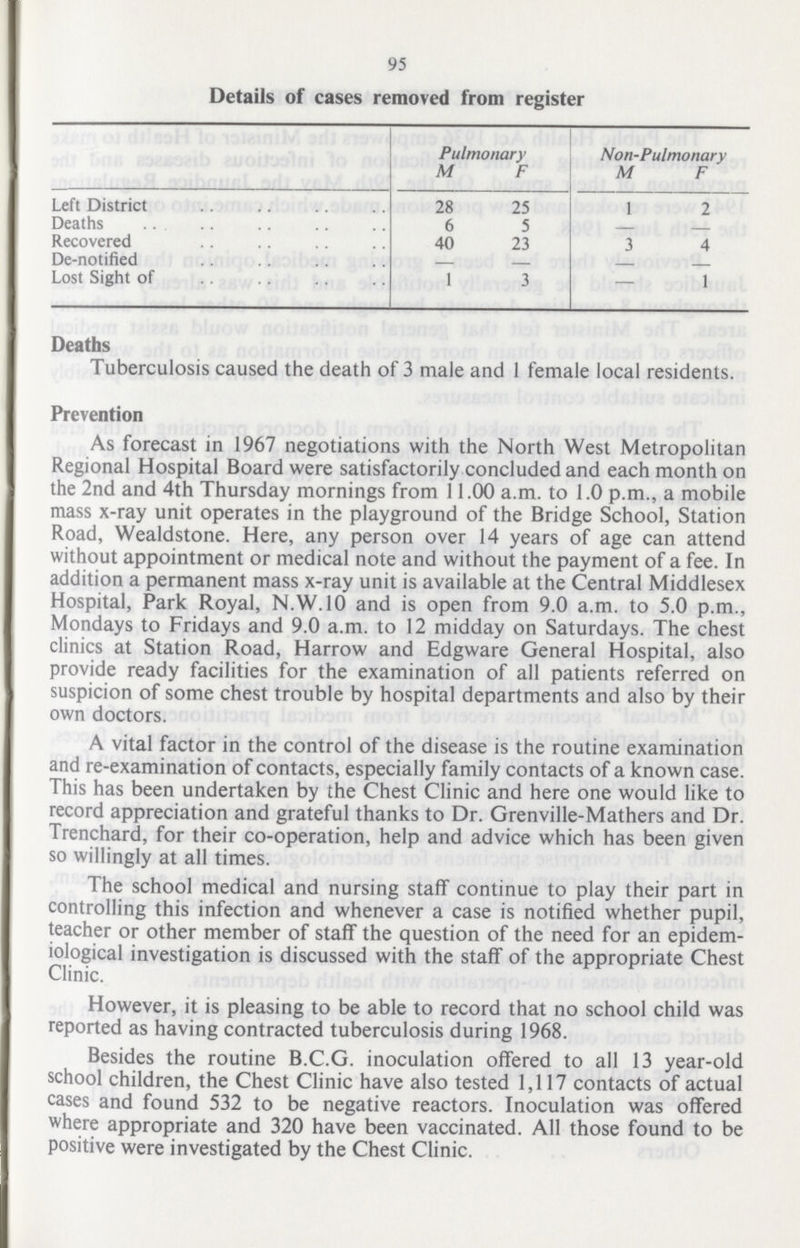 95
Details of cases removed from register
Pulmonary Non-Pulmonary
M F M F
Left District .. .. .. .. 28 25 1 2
Deaths .. .. .. .. .. 6 5 — —
Recovered .. .. .. .. 40 23 3 4
De-notified .. .. .. .. — — — —
Lost Sight of .. .. .. .. 1 3 — 1
Deaths
Tuberculosis caused the death of 3 male and 1 female local residents.
Prevention
As forecast in 1967 negotiations with the North West Metropolitan
Regional Hospital Board were satisfactorily concluded and each month on
the 2nd and 4th Thursday mornings from 11.00 a.m. to 1.0 p.m., a mobile
mass x-ray unit operates in the playground of the Bridge School, Station
Road, Wealdstone. Here, any person over 14 years of age can attend
without appointment or medical note and without the payment of a fee. In
addition a permanent mass x-ray unit is available at the Central Middlesex
Hospital, Park Royal, N.W.10 and is open from 9.0 a.m. to 5.0 p.m.,
Mondays to Fridays and 9.0 a.m. to 12 midday on Saturdays. The chest
clinics at Station Road, Harrow and Edgware General Hospital, also
provide ready facilities for the examination of all patients referred on
suspicion of some chest trouble by hospital departments and also by their
own doctors.
A vital factor in the control of the disease is the routine examination
and re-examination of contacts, especially family contacts of a known case.
This has been undertaken by the Chest Clinic and here one would like to
record appreciation and grateful thanks to Dr. Grenville-Mathers and Dr.
Trenchard, for their co-operation, help and advice which has been given
so willingly at all times.
The school medical and nursing staff continue to play their part in
controlling this infection and whenever a case is notified whether pupil,
teacher or other member of staff the question of the need for an epidem-
iological investigation is discussed with the staff of the appropriate Chest
Clinic.
However, it is pleasing to be able to record that no school child was
reported as having contracted tuberculosis during 1968.
Besides the routine B.C.G. inoculation offered to all 13 year-old
school children, the Chest Clinic have also tested 1,117 contacts of actual
cases and found 532 to be negative reactors. Inoculation was offered
where appropriate and 320 have been vaccinated. All those found to be
positive were investigated by the Chest Clinic.